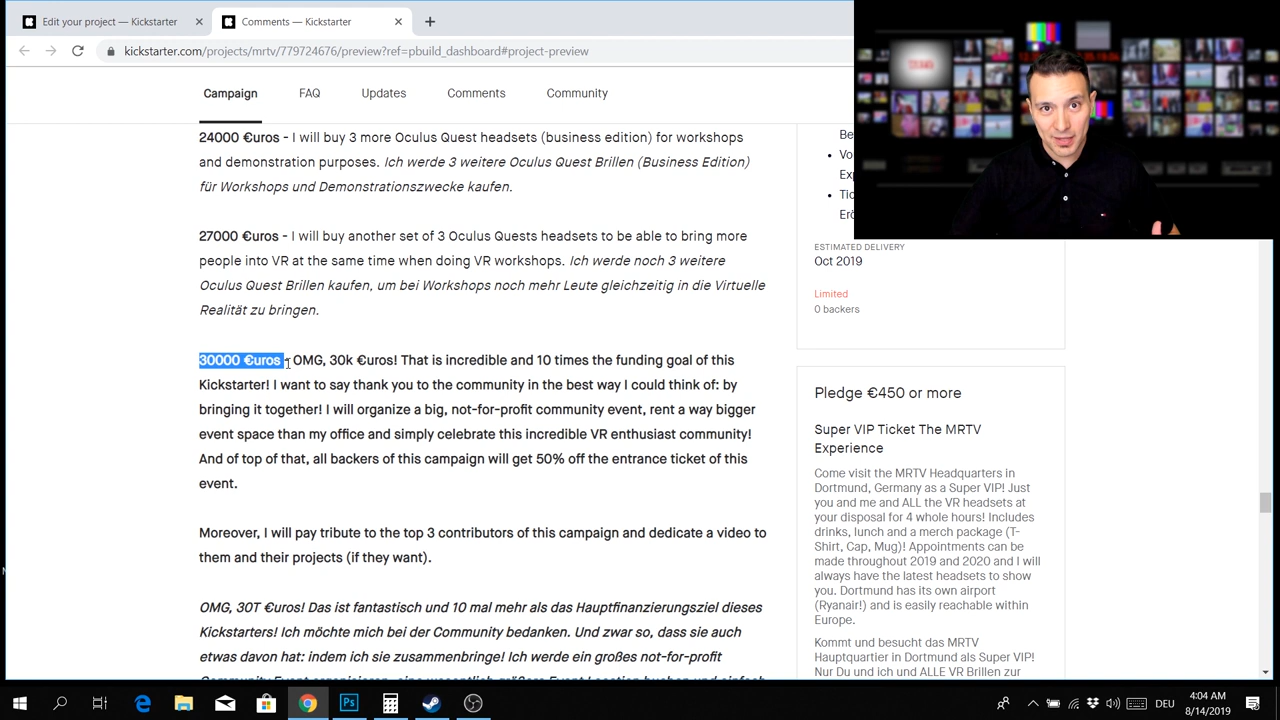 Edit your project — Kickstarter
Comments — Kickstarter
kickstarter.com/projects/mrtv/779724676/preview?ref=pbuild_dashboard#project-preview
Campaign
FAQ
Updates
Comments
Community
24000 €uros - I will buy 3 more Oculus Quest headsets (business edition) for workshops
and demonstration purposes. Ich werde 3 weitere Oculus Quest Brillen (Business Edition)
für Workshops und Demonstrationszwecke kaufen.
27000 €uros - I will buy another set of 3 Oculus Quests headsets to be able to bring more
people into VR at the same time when doing VR workshops. Ich werde noch 3 weitere
Oculus Quest Brillen kaufen, um bei Workshops noch mehr Leute gleichzeitig in die Virtuelle
Realität zu bringen.
30000 €uros - OMG, 30k €uros! That is incredible and 10 times the funding goal of this
Kickstarter! I want to say thank you to the community in the best way I could think of: by
bringing it together! I will organize a big, not-for-profit community event, rent a way bigger
event space than my office and simply celebrate this incredible VR enthusiast community!
And of top of that, all backers of this campaign will get 50% off the entrance ticket of this
event.
Moreover, I will pay tribute to the top 3 contributors of this campaign and dedicate a video to
them and their projects (if they want).
OMG, 30T €uros! Das ist fantastisch und 10 mal mehr als das Hauptfinanzierungsziel dieses
Kickstarters! Ich möchte mich bei der Community bedanken. Und zwar so, dass sie auch
etwas davon hat: indem ich sie zusammenbringe! Ich werde ein großes not-for-profit
Be
Vo
Exp
Tic
Erö
ESTIMATED DELIVERY
Oct 2019
Limited
0 backers
Pledge €450 or more
Super VIP Ticket The MRTV
Experience
Come visit the MRTV Headquarters in
Dortmund, Germany as a Super VIP! Just
you and me and ALL the VR headsets at
your disposal for 4 whole hours! Includes
drinks, lunch and a merch package (T-
Shirt, Cap, Mug)! Appointments can be
made throughout 2019 and 2020 and I will
always have the latest headsets to show
you. Dortmund has its own airport
(Ryanair!) and is easily reachable within
Europe.
Kommt und besucht das MRTV
Hauptquartier in Dortmund als Super VIP!
Nur Du und ich und ALLE VR Brillen zur
DEU
4:04 AM
8/14/2019